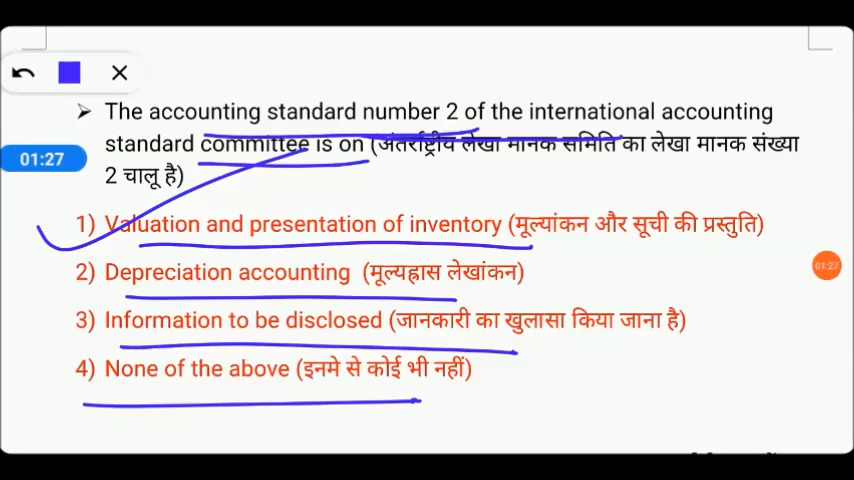 ➢ The accounting standard number 2 of the international accounting
standard committee is on (अंतर्राष्ट्रीय लेखा मानक समिति का लेखा मानक संख्या
01:27
2 चालू है)
1) Valuation and presentation of inventory (मूल्यांकन और सूची की प्रस्तुति)
2) Depreciation accounting (मूल्यह्रास लेखांकन)
01:27
3) Information to be disclosed (जानकारी का खुलासा किया जाना है)
4) None of the above (इनमे से कोई भी नहीं)